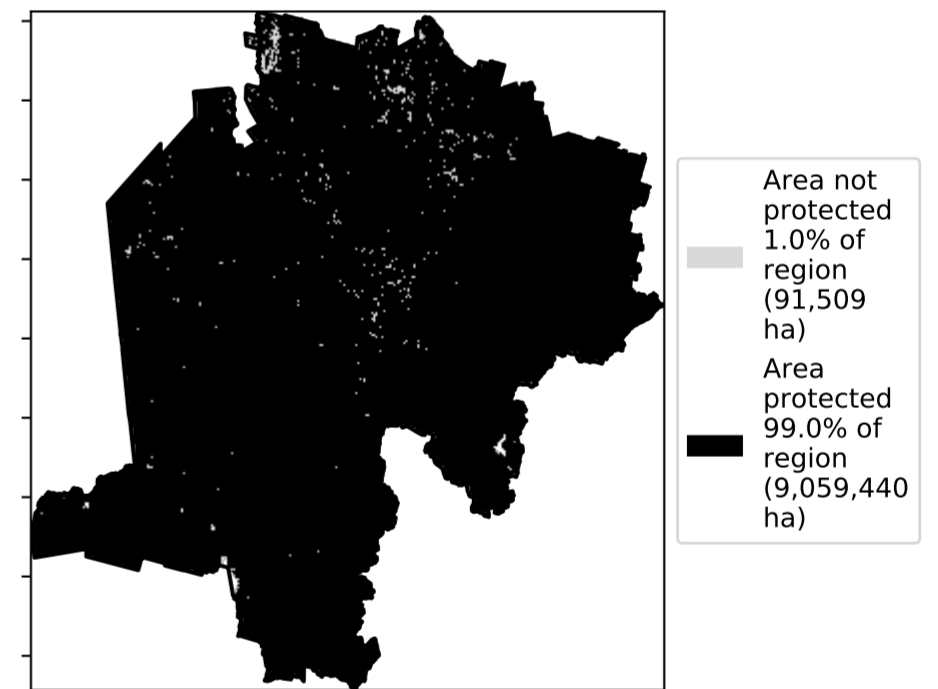 Area not
protected
1.0% of
region
(91,509
ha)
Area
protected
99.0% of
region
(9,059,440
ha)